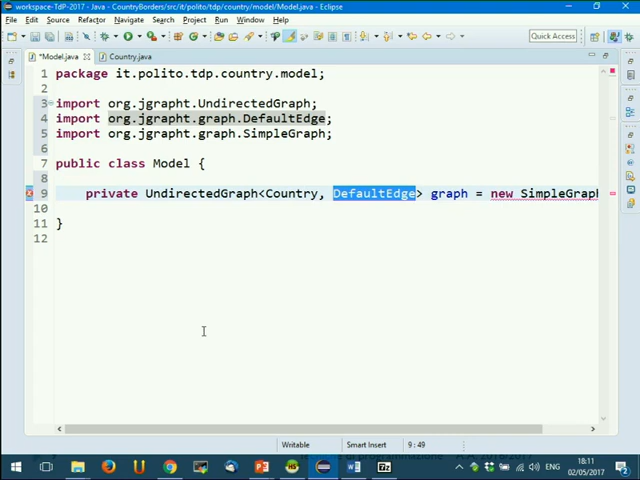 workspace-TdP-2017 - Java - CountryBorders/src/it/polito/tdp/country/model/Model.java - Eclipse
File Edit Source Refactor Navigate Search Project Run Window Help
Quick Access
*Model.java Country.java
1 package it.polito.tdp.country.model;
2
3 import org.jgrapht.UndirectedGraph;
4 import org.jgrapht.graph.DefaultEdge;
5 import org.jgrapht.graph.SimpleGraph;
6
7 public class Model {
8
9 private UndirectedGraph<Country, DefaultEdge> graph = new SimpleGraph
10
11 }
12
Writable Smart Insert 9 : 49
di programmazione
18:11
ENG
02/05/2017